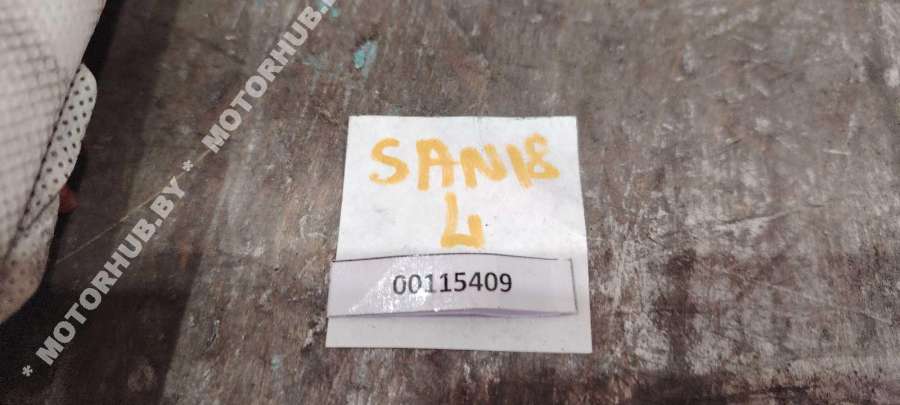 SAN18
L
00115409
* MOTORHUB.BY * MOTORHUB.BY